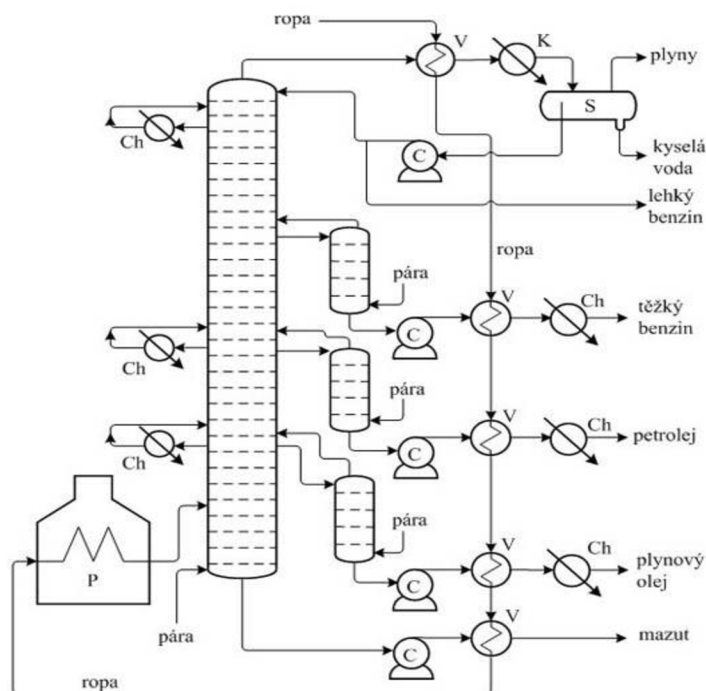 ropa
V
K
plyny
S
Ch
C
kyselá
voda
lehký
benzin
ropa
pára
V
Ch
těžký
benzin
C
Ch
pára
V
Ch
petrolej
C
Ch
pára
V
Ch
plynový
olej
P
C
pára
V
mazut
C
ropa